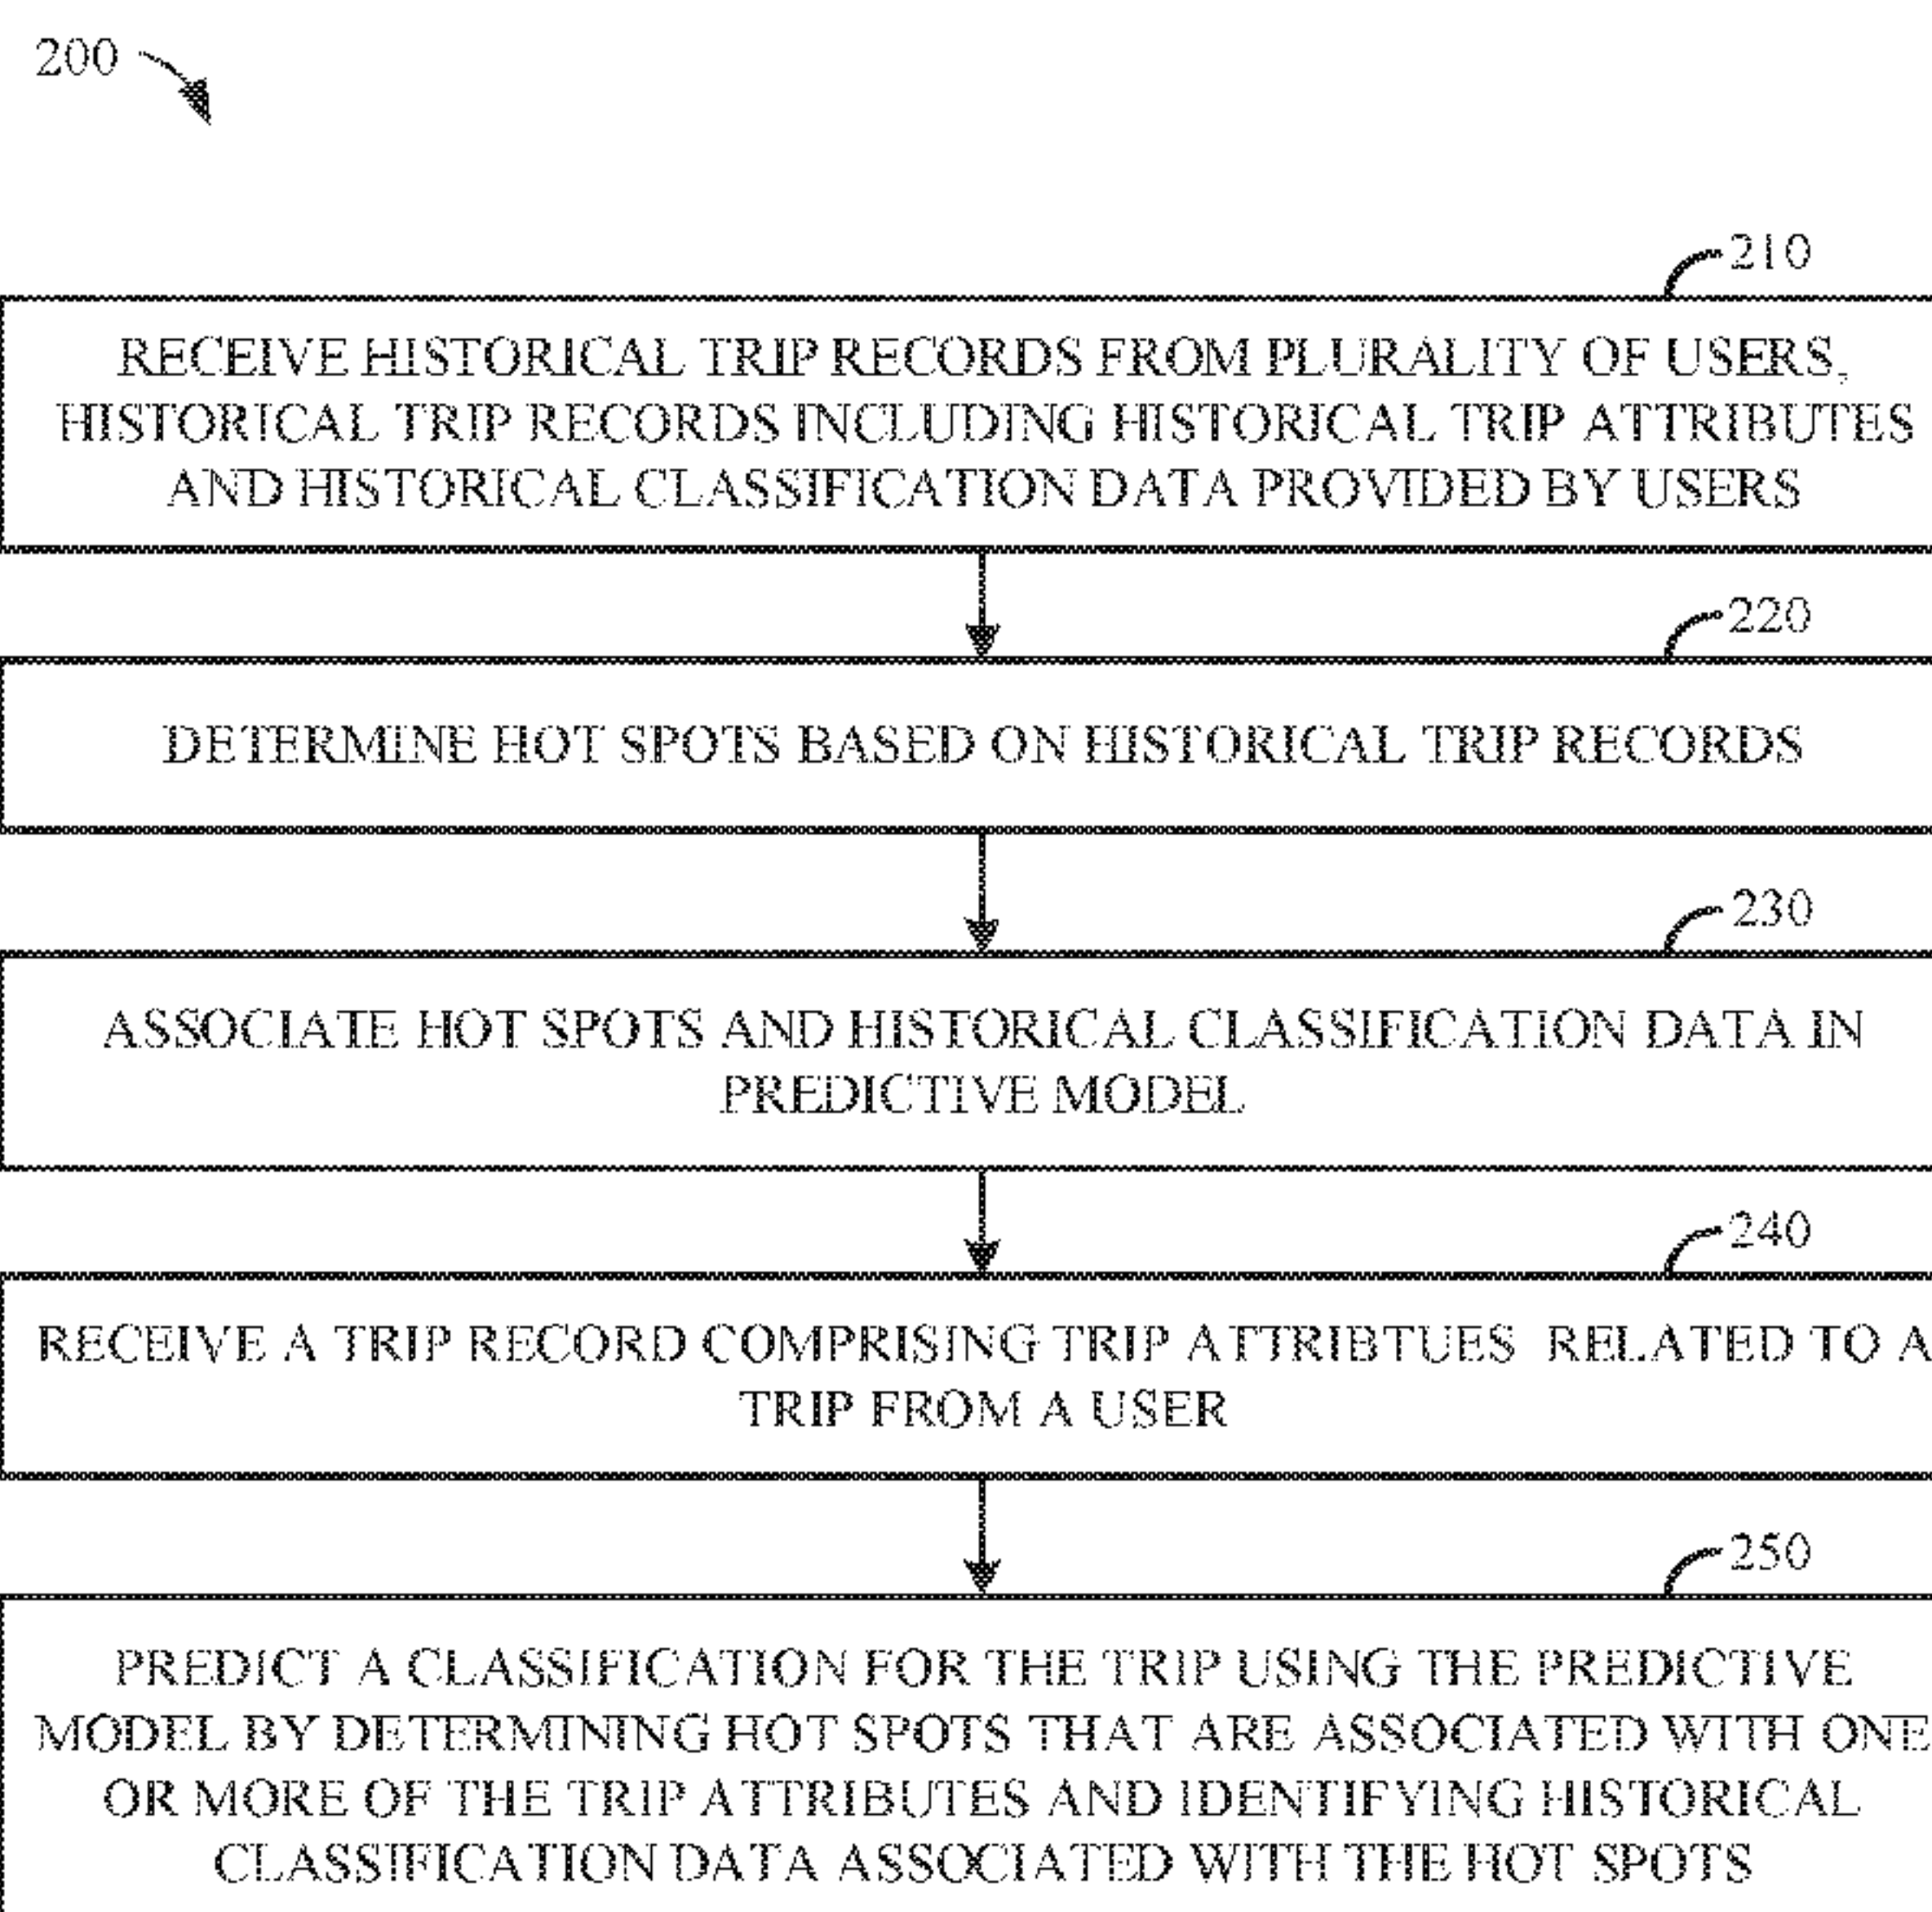 200
210
RECEIVE HISTORICAL TRIP RECORDS FROM PLURALITY OF USERS,
HISTORICAL TRIP RECORDS INCLUDING HISTORICAL TRIP ATTRIBUTES
AND HISTORICAL CLASSIFICATION DATA PROVIDED BY USERS
220
DETERMINE HOT SPOTS BASED ON HISTORICAL TRIP RECORDS
230
ASSOCIATE HOT SPOTS AND HISTORICAL CLASSIFICATION DATA IN
PREDICTIVE MODEL
240
RECEIVE A TRIP RECORD COMPRISING TRIP ATTRIBTUES RELATED TO A
TRIP FROM A USER
250
PREDICT A CLASSIFICATION FOR THE TRIP USING THE PREDICTIVE
MODEL BY DETERMINING HOT SPOTS THAT ARE ASSOCIATED WITH ONE
OR MORE OF THE TRIP ATTRIBUTES AND IDENTIFYING HISTORICAL
CLASSIFICATION DATA ASSOCIATED WITH THE HOT SPOTS